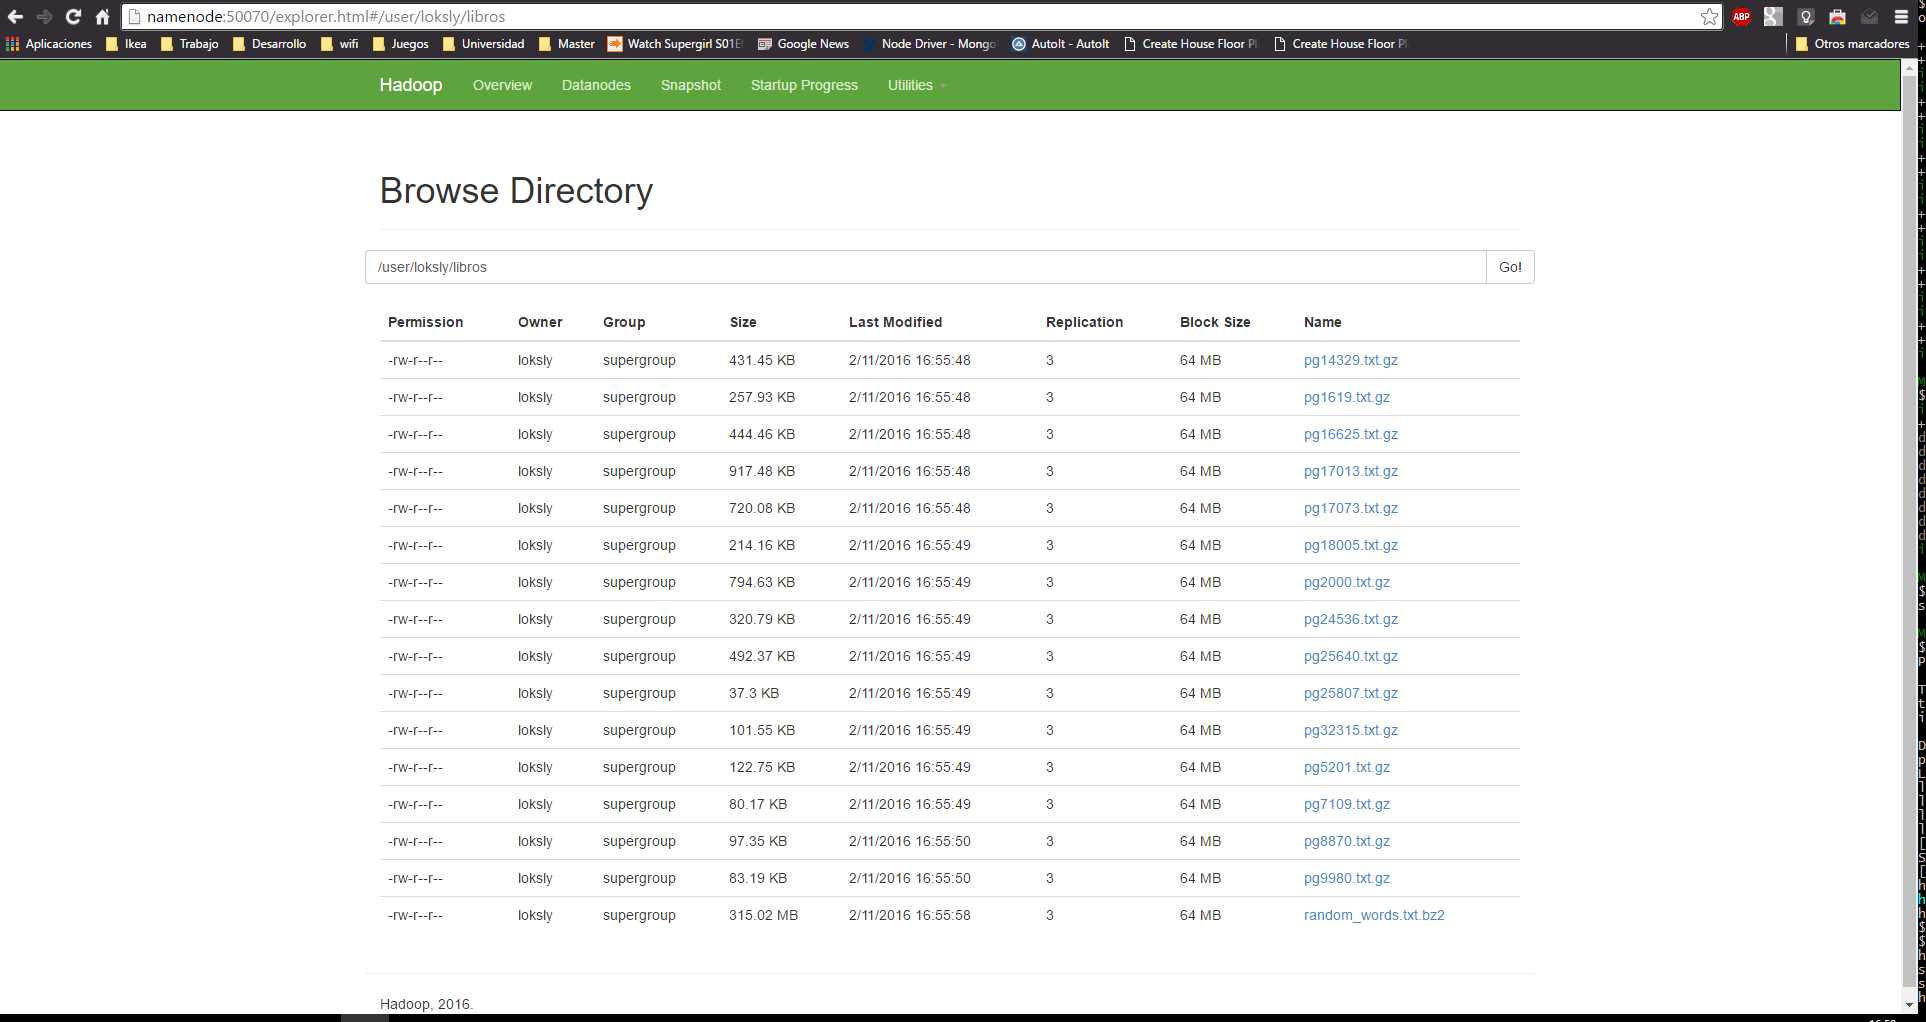 namenode:50070/explorer.html#/user/loksly/libros
ABP
Aplicaciones Ikea Trabajo Desarrollo wifi Juegos Universidad Master Watch Supergirl S01E Google News Node Driver - Mongo AutoIt - AutoIt Create House Floor Pl Create House Floor Pl Otros marcadores
Hadoop Overview Datanodes Snapshot Startup Progress Utilities
Browse Directory
/user/loksly/libros Go!
Permission Owner Group Size Last Modified Replication Block Size Name
-rw-r--r-- loksly supergroup 431.45 KB 2/11/2016 16:55:48 3 64 MB pg14329.txt.gz
-rw-r--r-- loksly supergroup 257.93 KB 2/11/2016 16:55:48 3 64 MB pg1619.txt.gz
-rw-r--r-- loksly supergroup 444.46 KB 2/11/2016 16:55:48 3 64 MB pg16625.txt.gz
-rw-r--r-- loksly supergroup 917.48 KB 2/11/2016 16:55:48 3 64 MB pg17013.txt.gz
-rw-r--r-- loksly supergroup 720.08 KB 2/11/2016 16:55:48 3 64 MB pg17073.txt.gz
-rw-r--r-- loksly supergroup 214.16 KB 2/11/2016 16:55:49 3 64 MB pg18005.txt.gz
-rw-r--r-- loksly supergroup 794.63 KB 2/11/2016 16:55:49 3 64 MB pg2000.txt.gz
-rw-r--r-- loksly supergroup 320.79 KB 2/11/2016 16:55:49 3 64 MB pg24536.txt.gz
-rw-r--r-- loksly supergroup 492.37 KB 2/11/2016 16:55:49 3 64 MB pg25640.txt.gz
-rw-r--r-- loksly supergroup 37.3 KB 2/11/2016 16:55:49 3 64 MB pg25807.txt.gz
-rw-r--r-- loksly supergroup 101.55 KB 2/11/2016 16:55:49 3 64 MB pg32315.txt.gz
-rw-r--r-- loksly supergroup 122.75 KB 2/11/2016 16:55:49 3 64 MB pg5201.txt.gz
-rw-r--r-- loksly supergroup 80.17 KB 2/11/2016 16:55:49 3 64 MB pg7109.txt.gz
-rw-r--r-- loksly supergroup 97.35 KB 2/11/2016 16:55:50 3 64 MB pg8870.txt.gz
-rw-r--r-- loksly supergroup 83.19 KB 2/11/2016 16:55:50 3 64 MB pg9980.txt.gz
-rw-r--r-- loksly supergroup 315.02 MB 2/11/2016 16:55:58 3 64 MB random_words.txt.bz2
Hadoop, 2016.